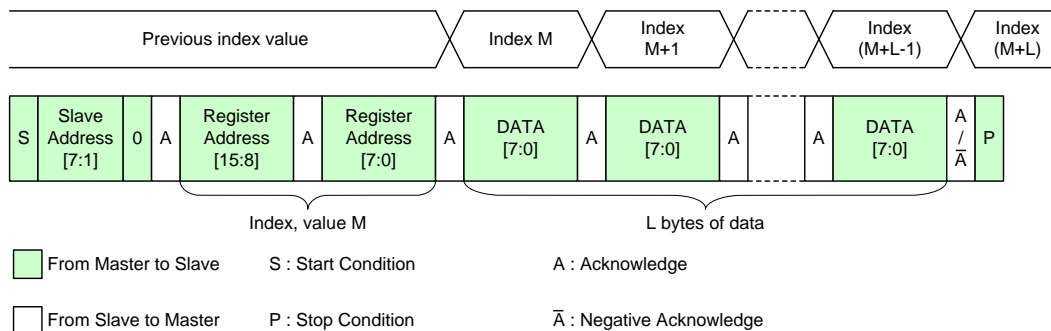 Previous index value Index M Index M+1 Index (M+L-1) Index (M+L)
S Slave Address [7:1] 0 A Register Address [15:8] A Register Address [7:0] A DATA [7:0] A DATA [7:0] A A DATA [7:0] A / A̅ P
Index, value M L bytes of data
From Master to Slave S : Start Condition A : Acknowledge
From Slave to Master P : Stop Condition A̅ : Negative Acknowledge